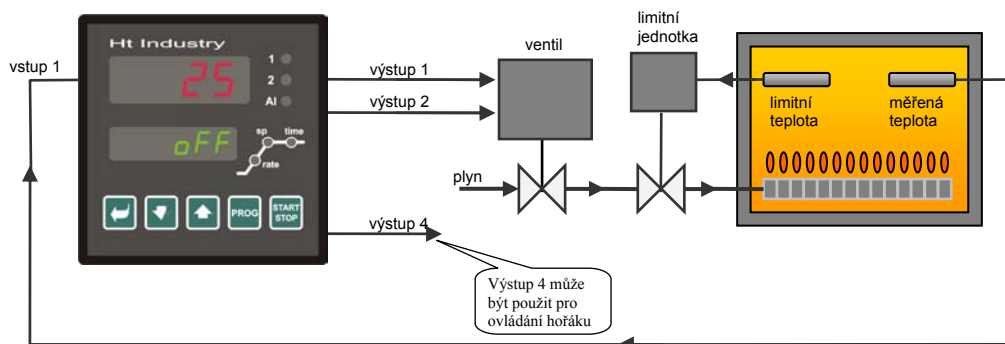 Ht Industry
1
2
AI
25
oFF
sp
time
rate
PROG
START
STOP
vstup 1
výstup 1
výstup 2
výstup 4
ventil
limitní
jednotka
plyn
limitní
teplota
měřená
teplota
Výstup 4 může
být použit pro
ovládání hořáku